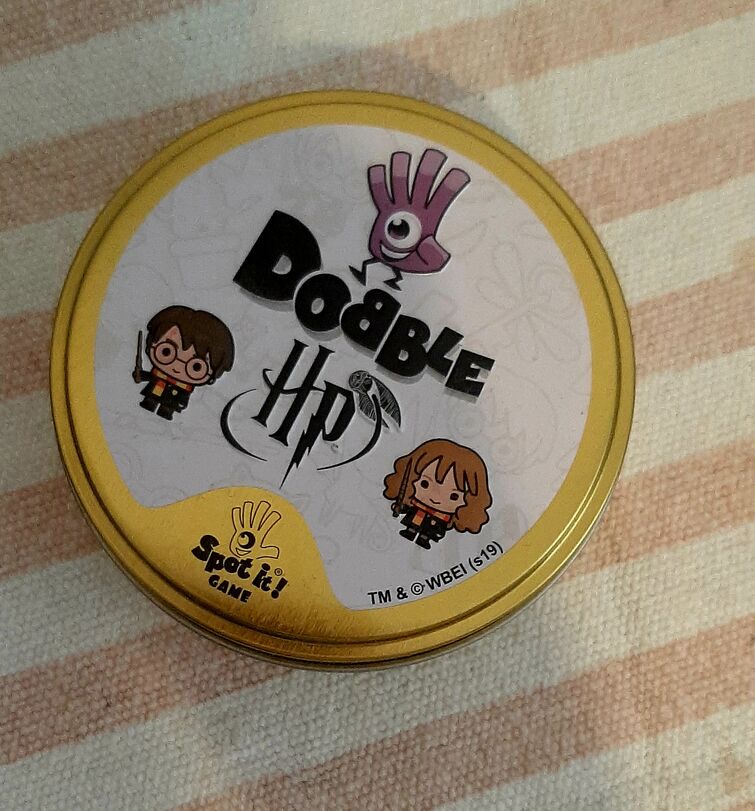 DOBBLE
HP
Spot it!®
GAME
TM & © WBEI (s19)